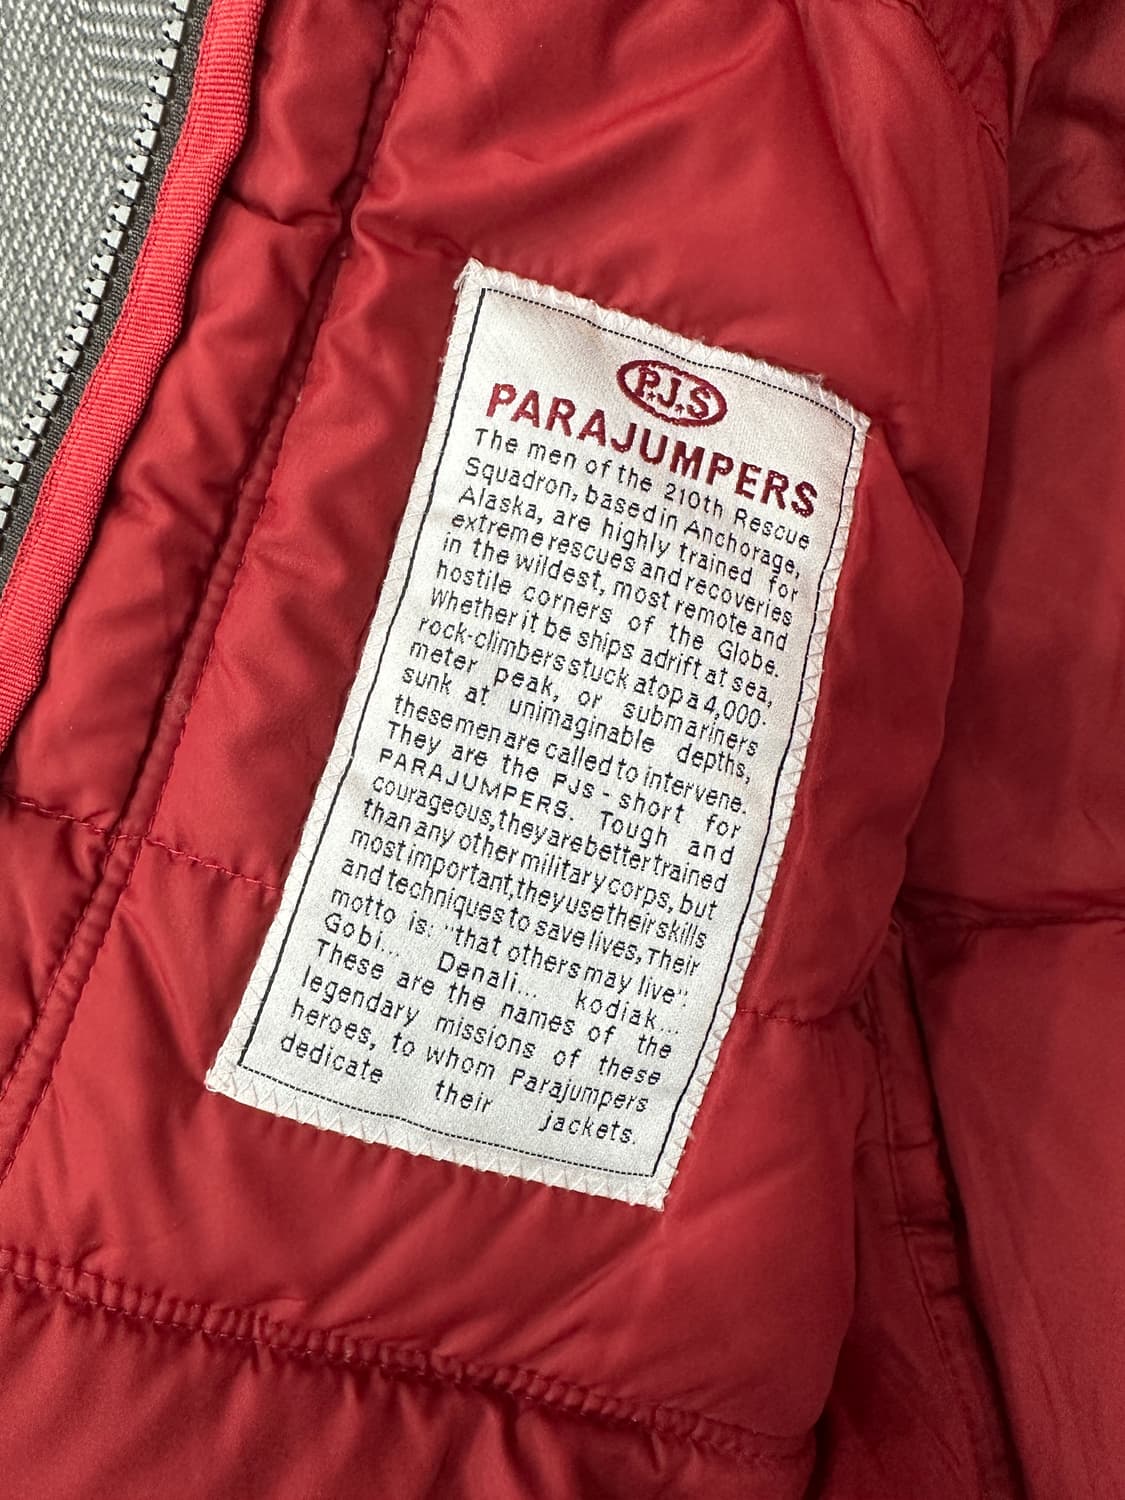 P.J.S
PARAJUMPERS
The men of the 210th Rescue
Squadron, based in Anchorage,
Alaska, are highly trained for
extreme rescues and recoveries
in the wildest, most remote and
hostile corners of the Globe.
Whether it be ships adrift at sea,
rock-climbers stuck atop a 4,000-
meter peak, or submariners
sunk at unimaginable depths,
these men are called to intervene.
They are the PJs - short for
PARAJUMPERS. Tough and
courageous, they are better trained
than any other military corps, but
most important, they use their skills
and techniques to save lives, Their
motto is: "that others may live":
Gobi... Denali... kodiak...
These are the names of the
legendary missions of these
heroes, to whom Parajumpers
dedicate their jackets.